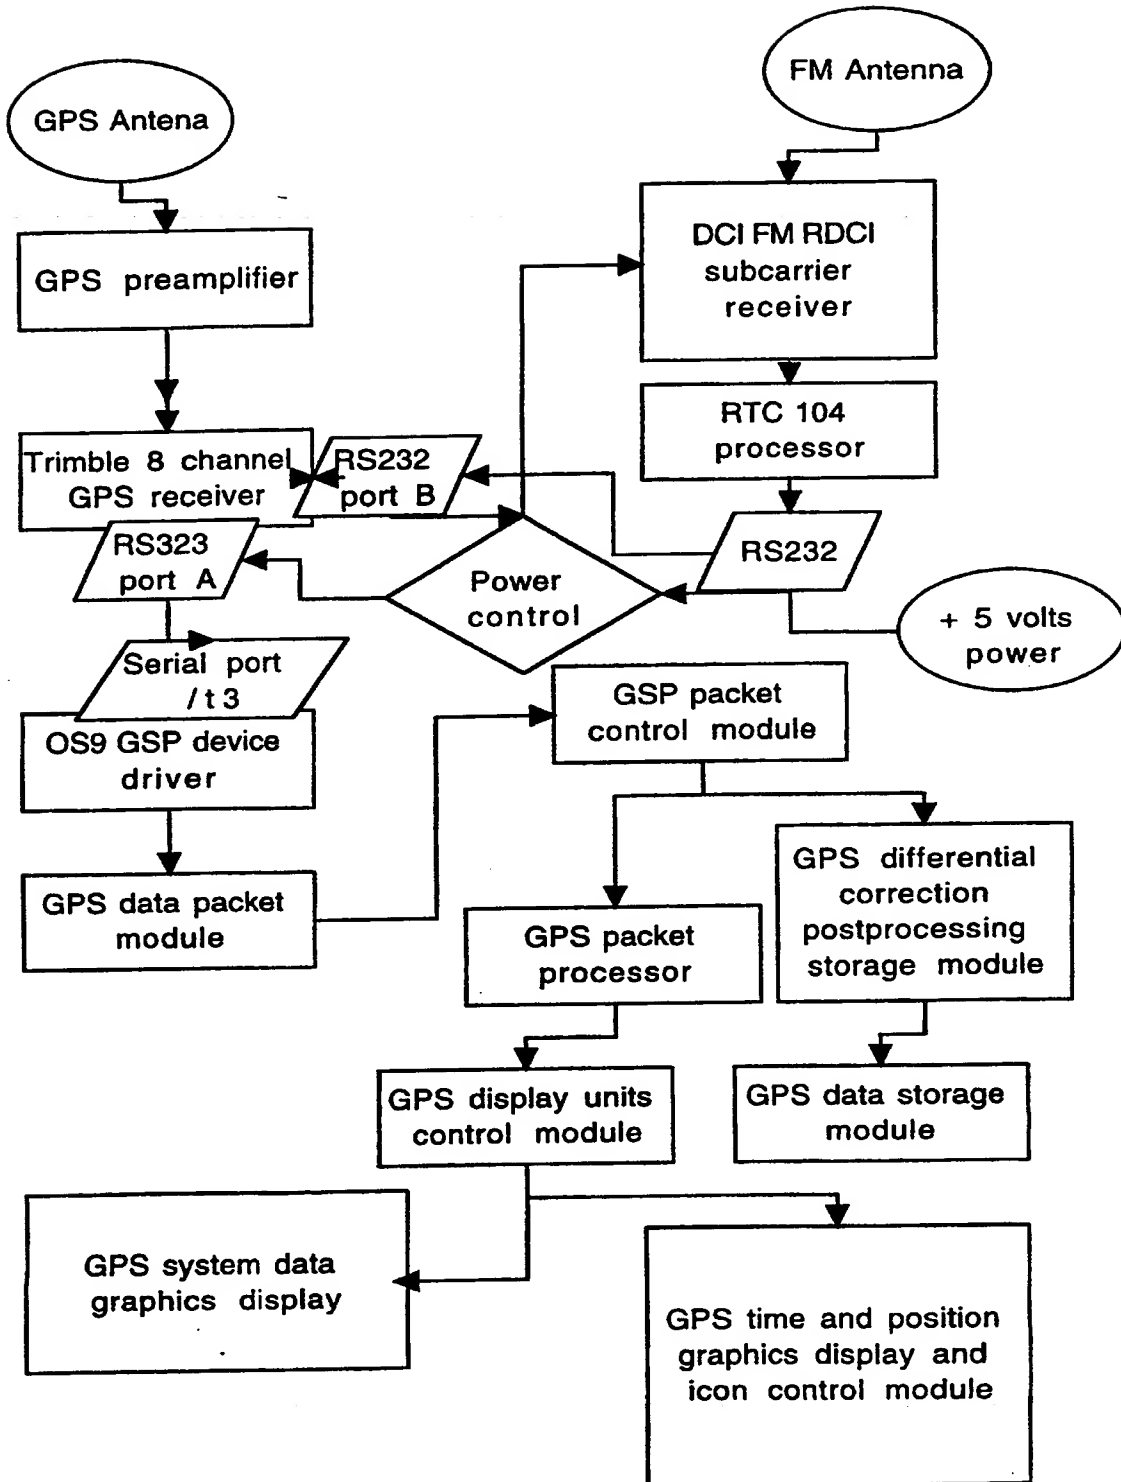 FM Antenna
GPS Antena
DCI FM RDCI
subcarrier
receiver
GPS preamplifier
RTC 104
processor
Trimble 8 channel
GPS receiver
RS232
port B
RS323
port A
RS232
Power
control
+ 5 volts
power
Serial port
/t3
GSP packet
control module
OS9 GSP device
driver
GPS data packet
module
GPS packet
processor
GPS differential
correction
postprocessing
storage module
GPS display units
control module
GPS data storage
module
GPS system data
graphics display
GPS time and position
graphics display and
icon control module